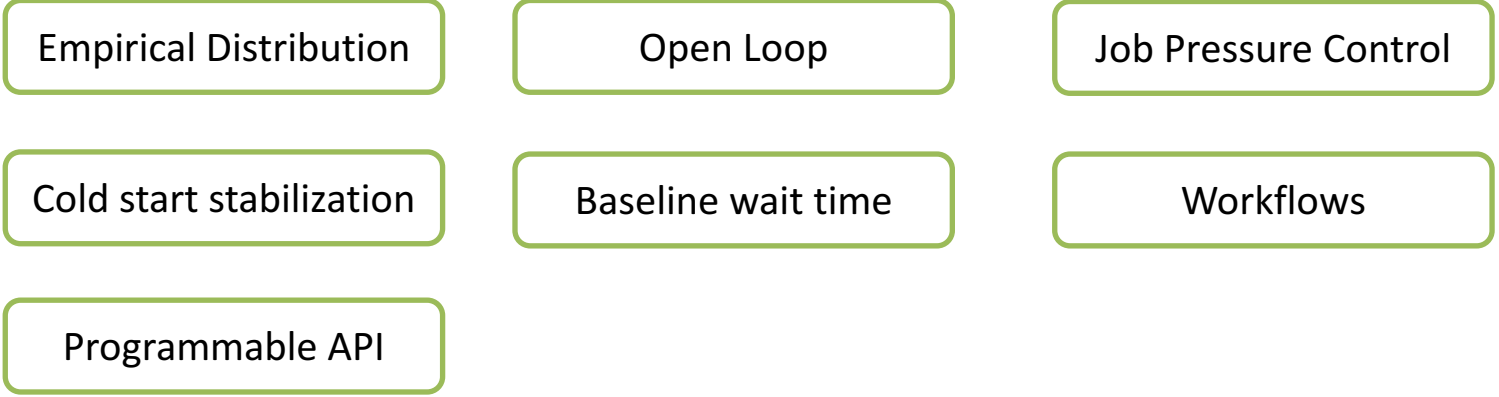 Empirical Distribution
Open Loop
Job Pressure Control
Cold start stabilization
Baseline wait time
Workflows
Programmable API